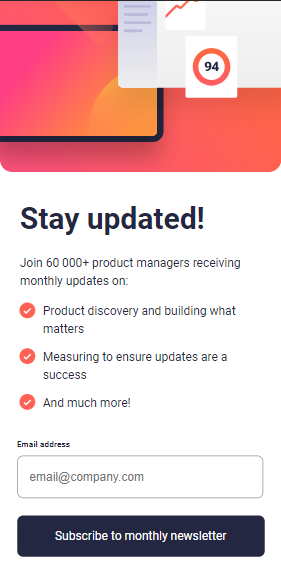 94
Stay updated!
Join 60 000+ product managers receiving
monthly updates on:
Product discovery and building what
matters
Measuring to ensure updates are a
success
And much more!
Email address
email@company.com
Subscribe to monthly newsletter